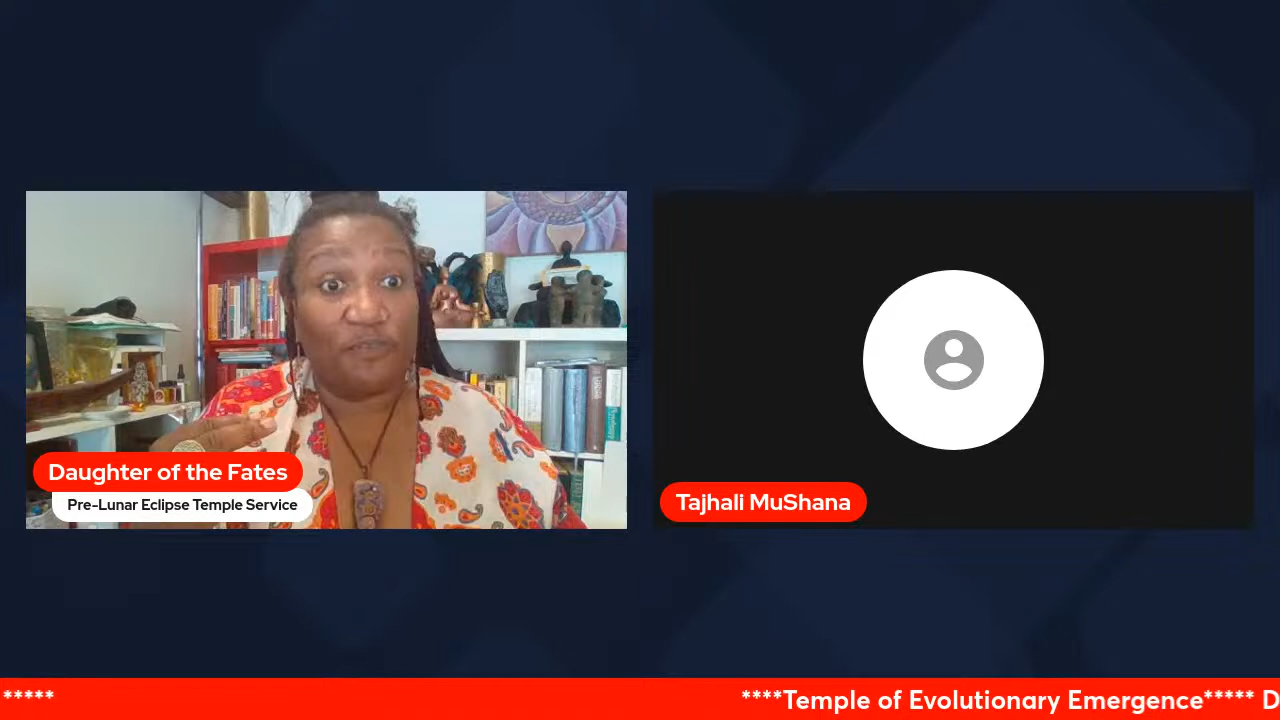 Daughter of the Fates
Pre-Lunar Eclipse Temple Service
Tajhali MuShana
***** ****Temple of Evolutionary Emergence***** D